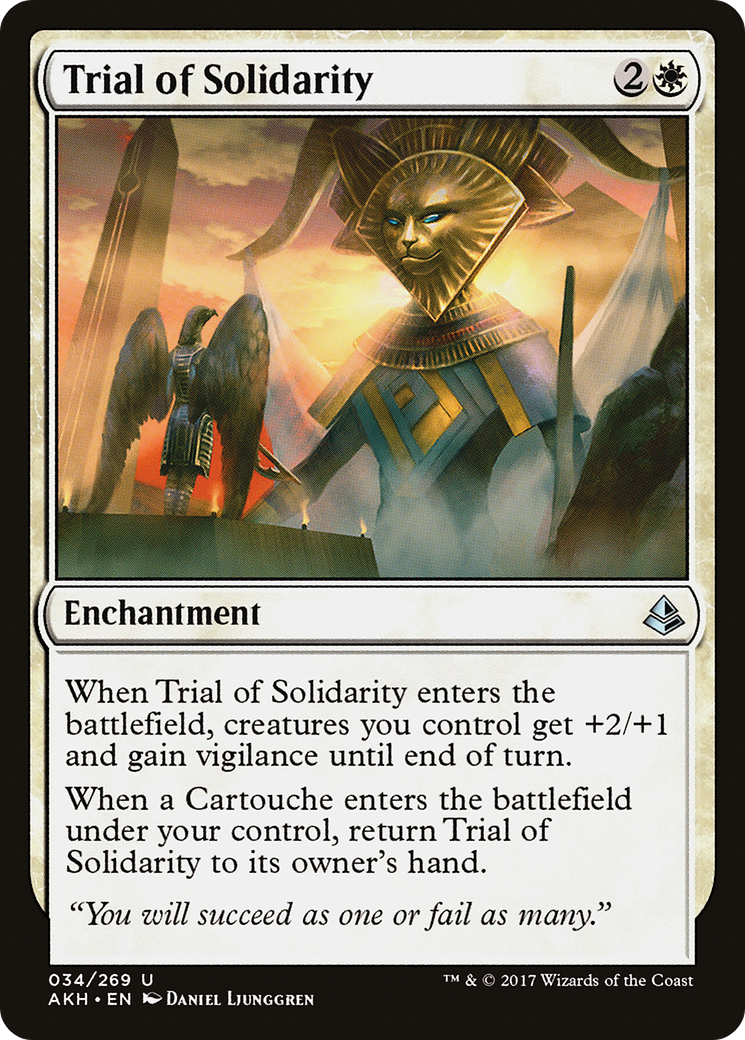 Trial of Solidarity
2
Enchantment
When Trial of Solidarity enters the
battlefield, creatures you control get +2/+1
and gain vigilance until end of turn.
When a Cartouche enters the battlefield
under your control, return Trial of
Solidarity to its owner's hand.
"You will succeed as one or fail as many."
034/269 U
™ & © 2017 Wizards of the Coast
AKH • EN Daniel Ljunggren